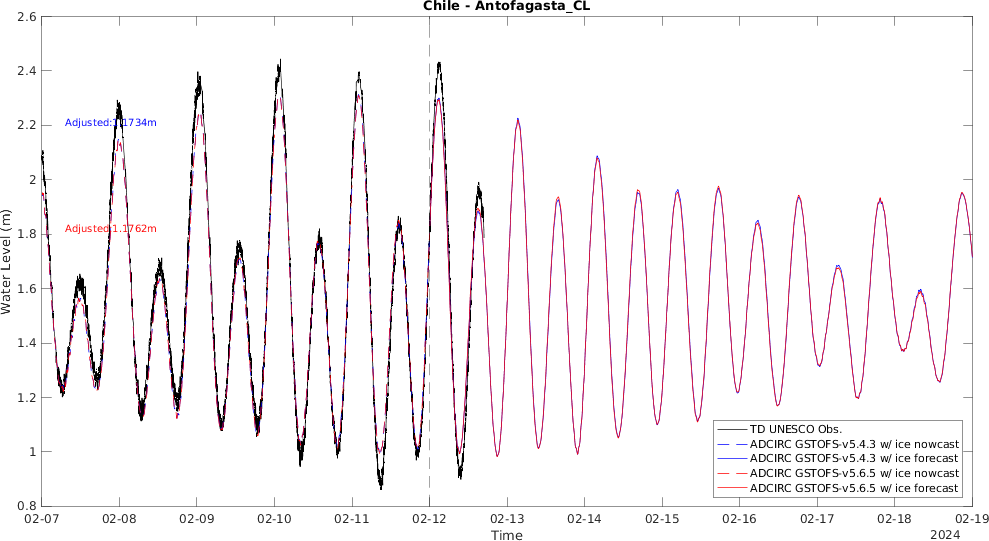 Chile - Antofagasta_CL
2.6
2.4
2.2
2
1.8
1.6
1.4
1.2
1
0.8
Water Level (m)
Adjusted:1.1734m
Adjusted:1.1762m
TD UNESCO Obs.
ADCIRC GSTOFS-v5.4.3 w/ ice nowcast
ADCIRC GSTOFS-v5.4.3 w/ ice forecast
ADCIRC GSTOFS-v5.6.5 w/ ice nowcast
ADCIRC GSTOFS-v5.6.5 w/ ice forecast
02-07 02-08 02-09 02-10 02-11 02-12 02-13 02-14 02-15 02-16 02-17 02-18 02-19
Time
2024